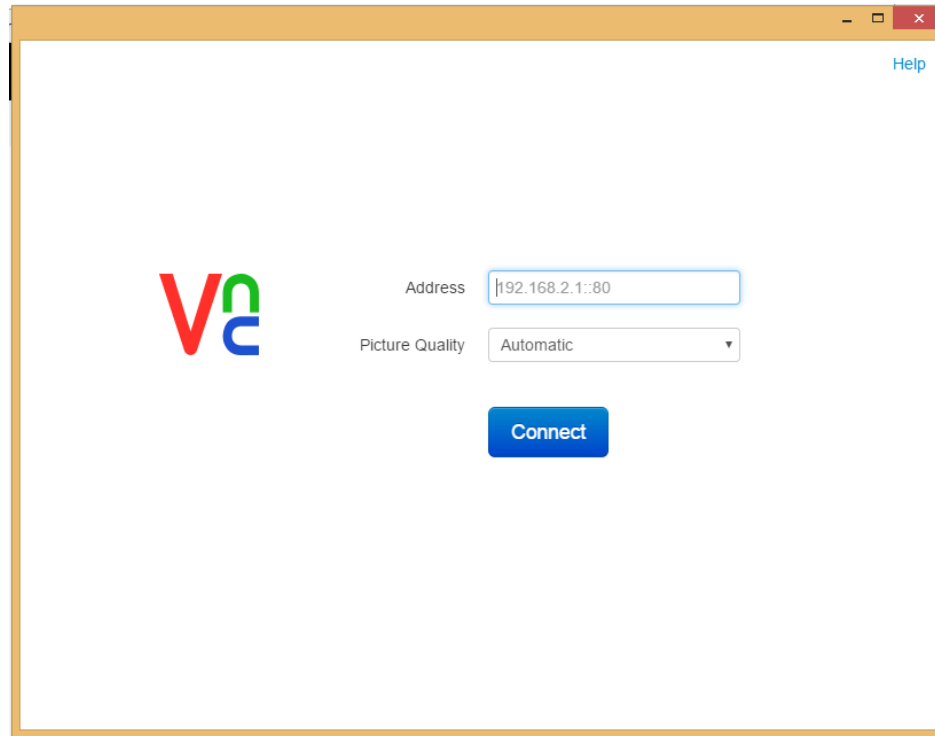 Help
Vnc
Address
192.168.2.1::80
Picture Quality
Automatic
Connect